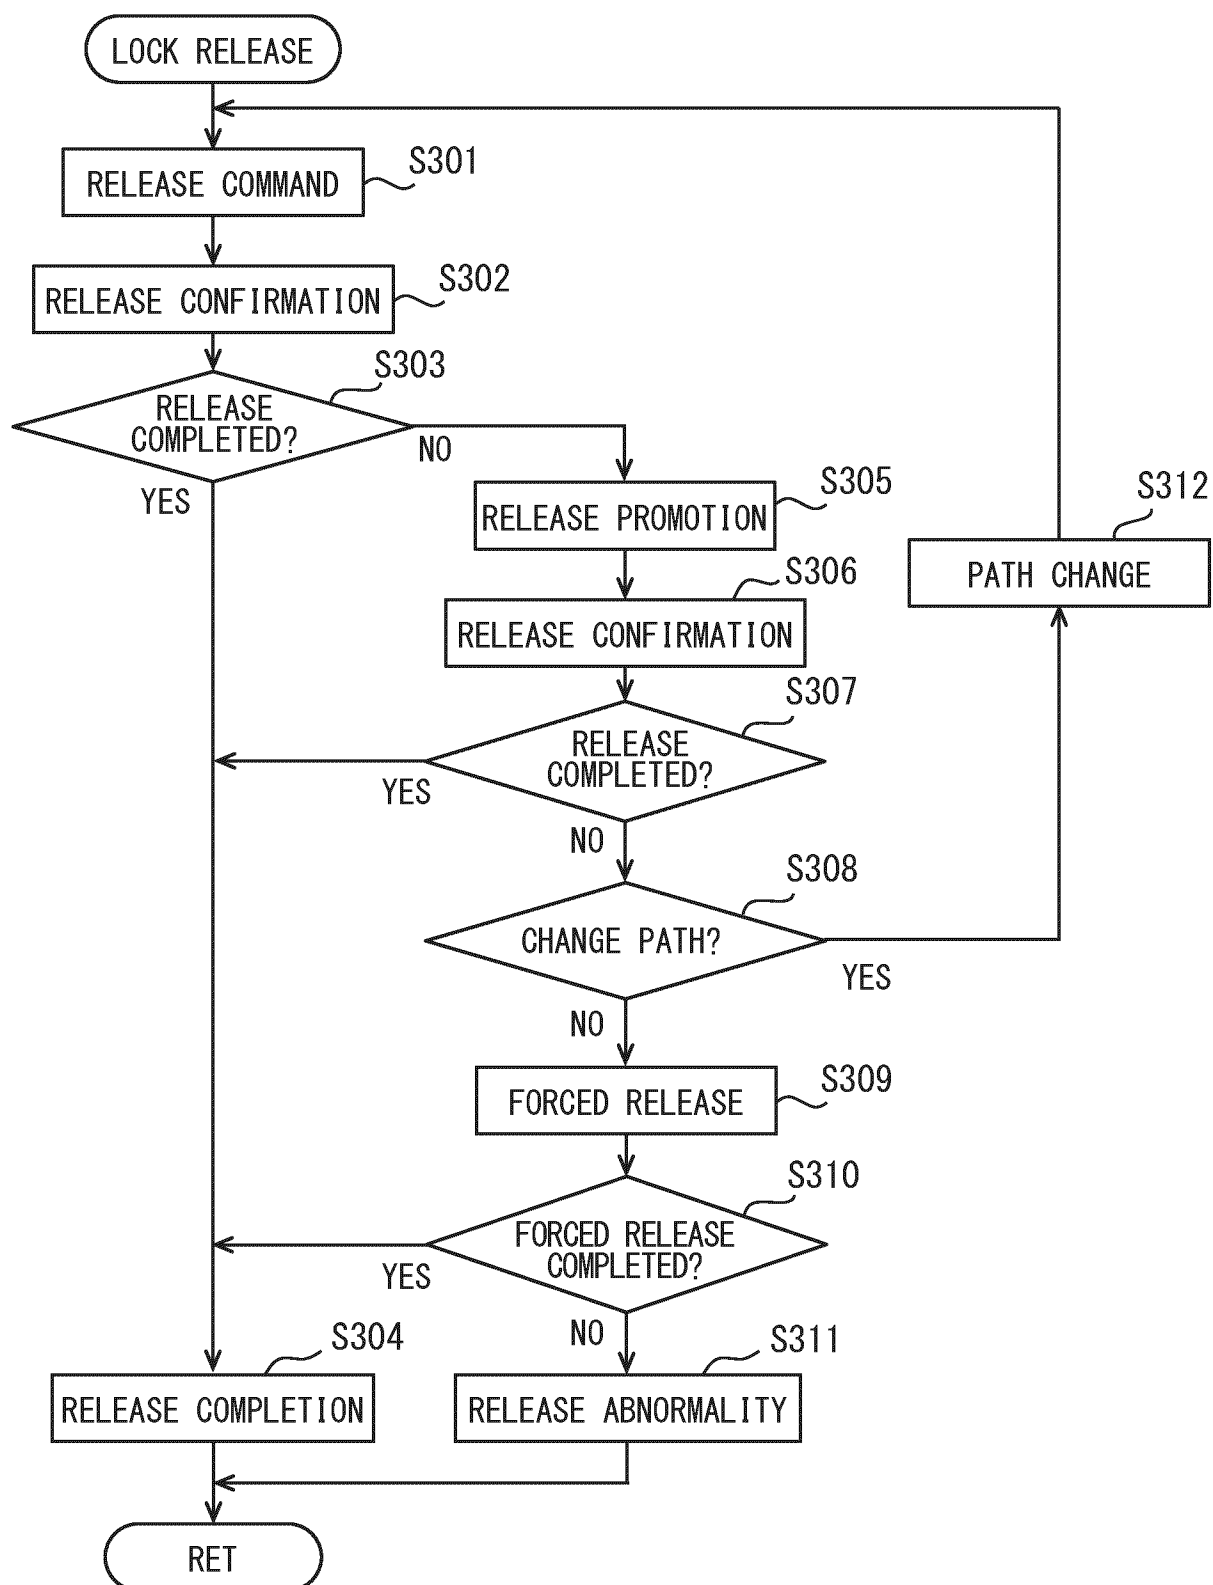 LOCK RELEASE
S301
RELEASE COMMAND
S302
RELEASE CONFIRMATION
S303
RELEASE
COMPLETED?
NO
YES
S305
RELEASE PROMOTION
S312
PATH CHANGE
S306
RELEASE CONFIRMATION
S307
RELEASE
COMPLETED?
YES
NO
S308
CHANGE PATH?
YES
NO
S309
FORCED RELEASE
S310
FORCED RELEASE
COMPLETED?
YES
NO
S304
RELEASE COMPLETION
S311
RELEASE ABNORMALITY
RET